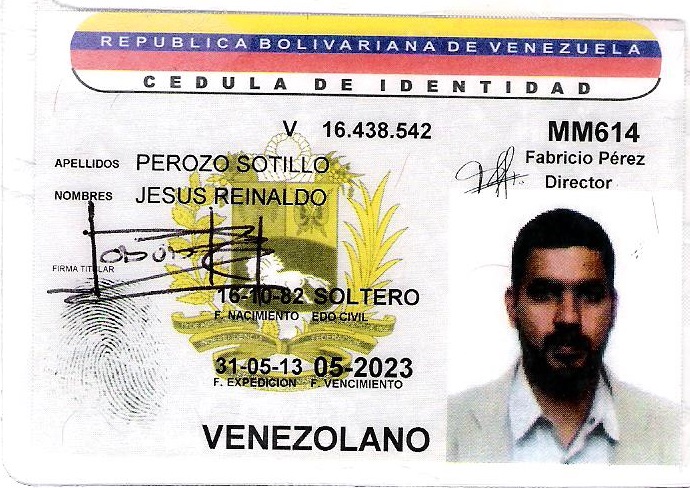 REPUBLICA BOLIVARIANA DE VENEZUELA
CEDULA DE IDENTIDAD
V 16.438.542 MM614
Fabricio Pérez
Director
APELLIDOS PEROZO SOTILLO
NOMBRES JESUS REINALDO
FIRMA TITULAR
16-10-82 SOLTERO
F. NACIMIENTO EDO CIVIL
31-05-13 05-2023
F. EXPEDICION F. VENCIMIENTO
VENEZOLANO